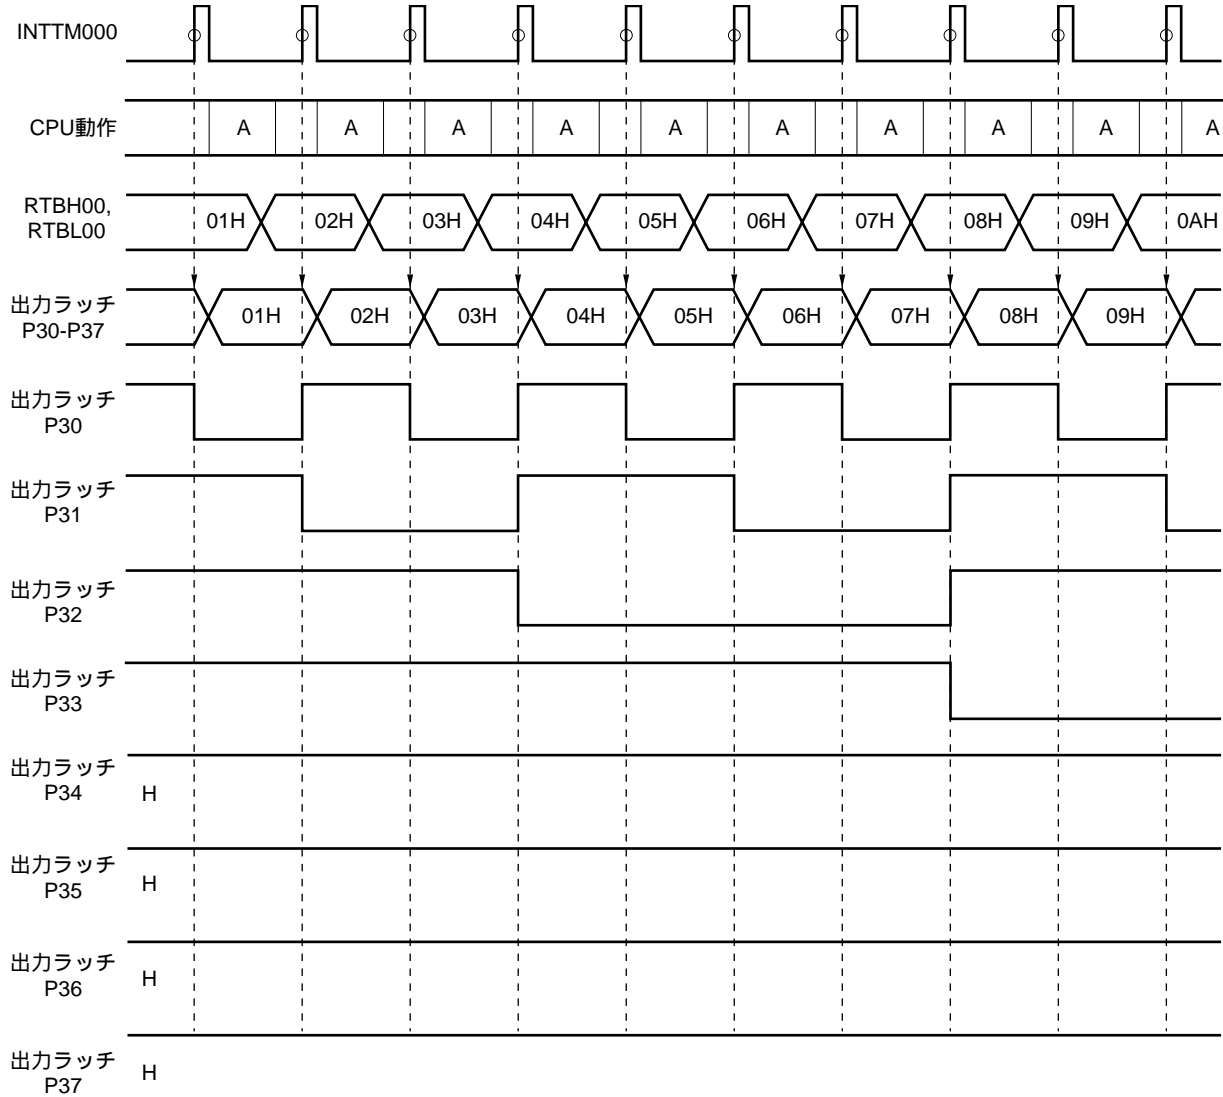 INTTM000
CPU動作
A A A A A A A A A A
RTBH00,
RTBL00
01H 02H 03H 04H 05H 06H 07H 08H 09H 0AH
出力ラッチ
P30-P37
01H 02H 03H 04H 05H 06H 07H 08H 09H
出力ラッチ
P30
出力ラッチ
P31
出力ラッチ
P32
出力ラッチ
P33
出力ラッチ
P34
H
出力ラッチ
P35
H
出力ラッチ
P36
H
出力ラッチ
P37
H